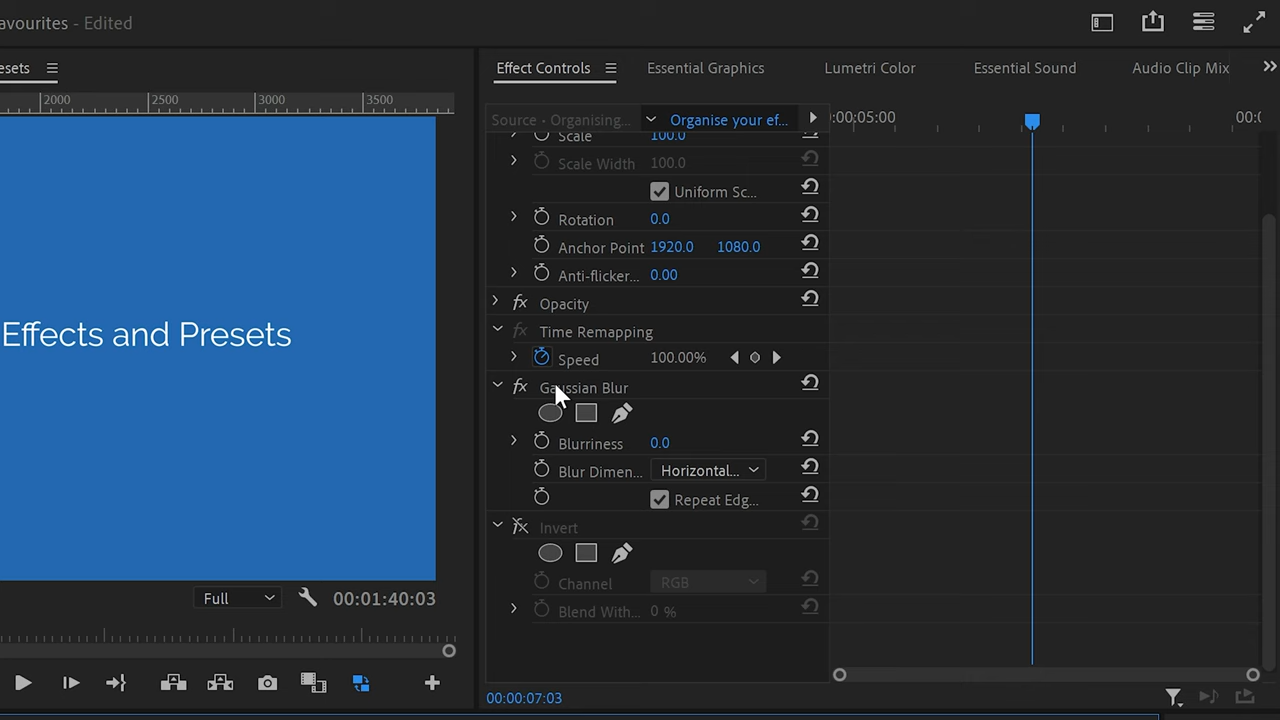 avourites - Edited
esets
Effect Controls
Essential Graphics
Lumetri Color
Essential Sound
Audio Clip Mix
2000
2500
3000
3500
Source • Organising...
Organise your ef...
:00:05:00
00:(
Scale
100.0
Scale Width
100.0
Uniform Sc...
Rotation
0.0
Anchor Point
1920.0
1080.0
Anti-flicker...
0.00
fx Opacity
fx Time Remapping
Speed
100.00%
Effects and Presets
fx Gaussian Blur
Blurriness
0.0
Blur Dimen...
Horizontal...
Repeat Edg...
fx Invert
Channel
RGB
Blend With...
0 %
Full
00:01:40:03
00:00:07:03